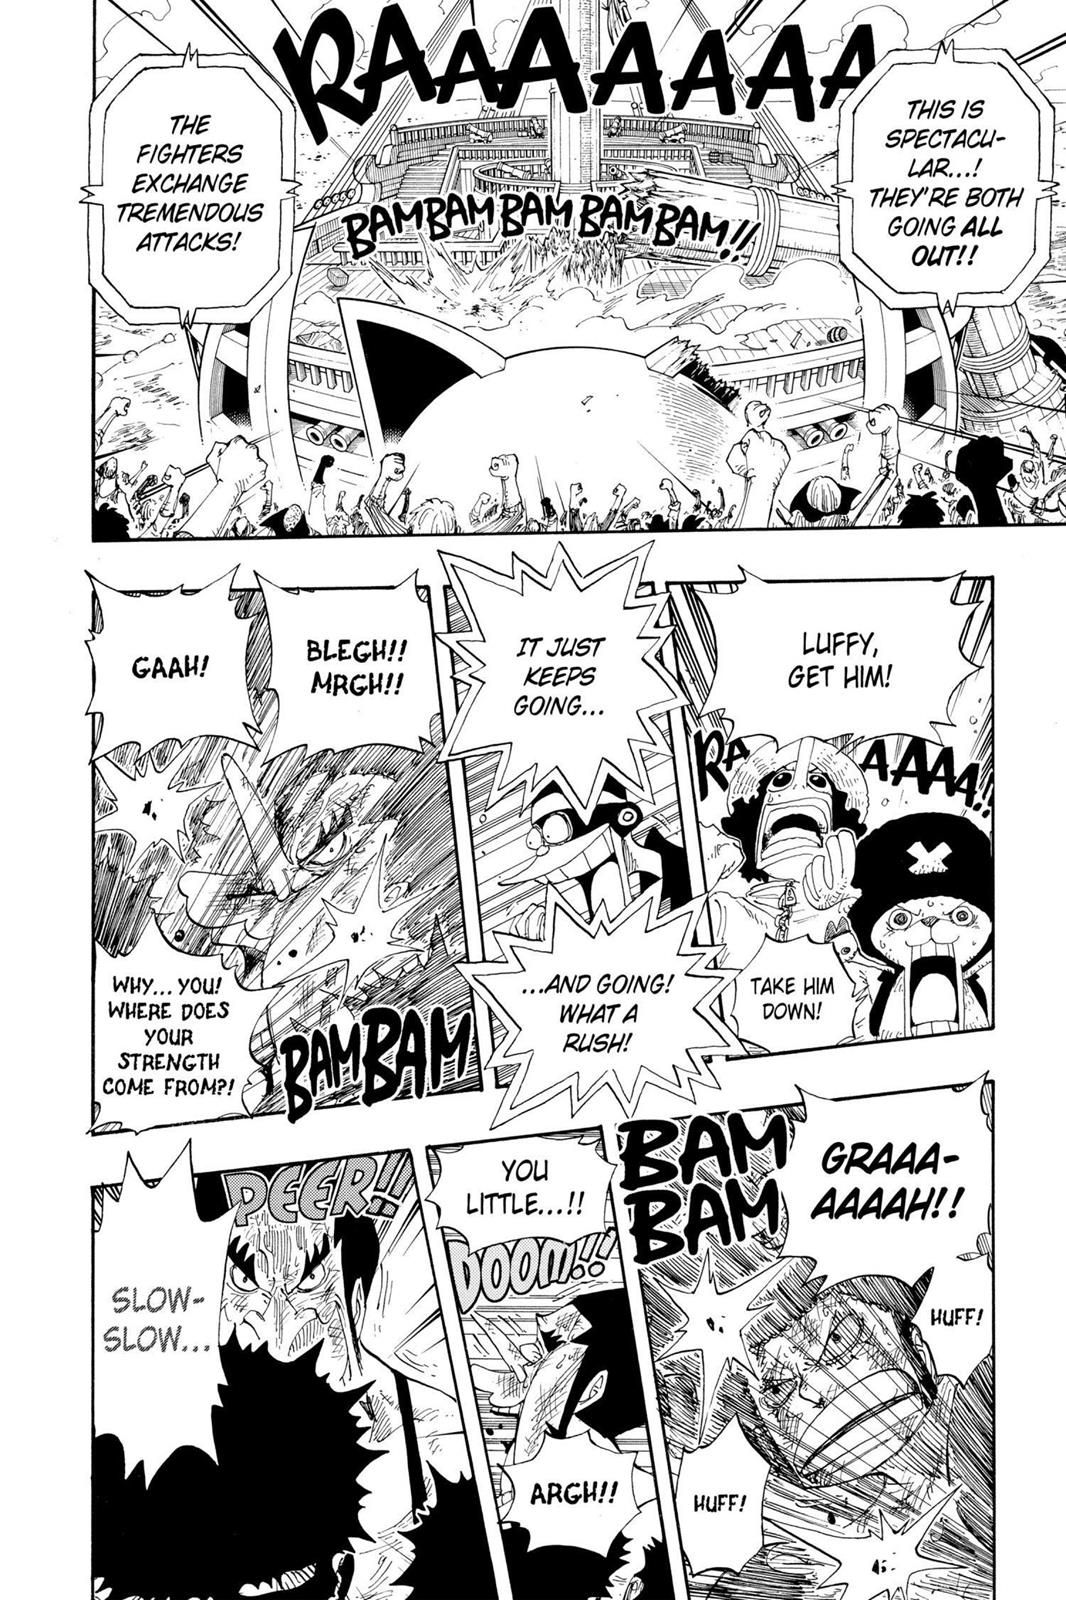 RAAAAAAA
THIS IS
SPECTACU-
LAR...!
THEY'RE BOTH
GOING ALL
OUT!!
THE
FIGHTERS
EXCHANGE
TREMENDOUS
ATTACKS!
BAMBAMBAMBAMBAM!!
LUFFY,
GET HIM!
RA AAAA!!
TAKE HIM
DOWN!
IT JUST
KEEPS
GOING...
...AND GOING!
WHAT A
RUSH!
BLEGH!!
MRGH!!
GAAH!
WHY...YOU!
WHERE DOES
YOUR
STRENGTH
COME FROM?!
BAMBAM
GRAAA-
AAAAH!!
BAM
BAM
HUFF!
HUFF!
YOU
LITTLE...!!
DOOM!!
ARGH!!
PEER!!
SLOW-
SLOW...